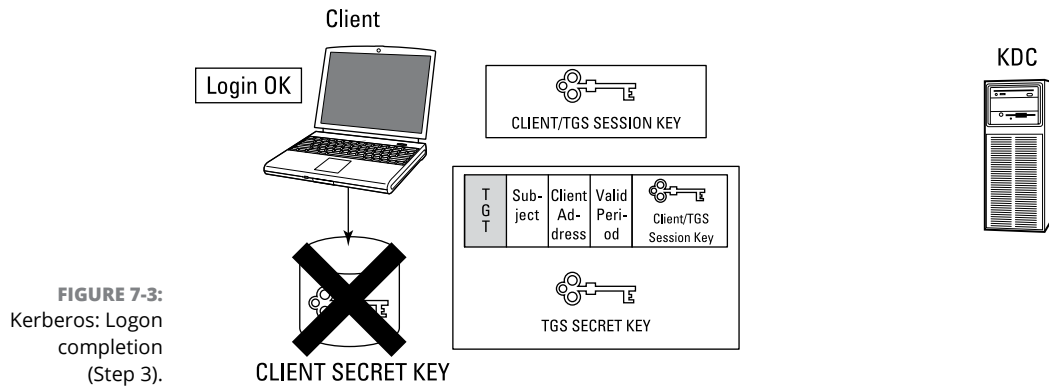 Client
KDC
Login OK
CLIENT/TGS SESSION KEY
T
G
T
Sub-
ject
Client
Ad-
dress
Valid
Peri-
od
Client/TGS
Session Key
TGS SECRET KEY
CLIENT SECRET KEY
FIGURE 7-3:
Kerberos: Logon
completion
(Step 3).